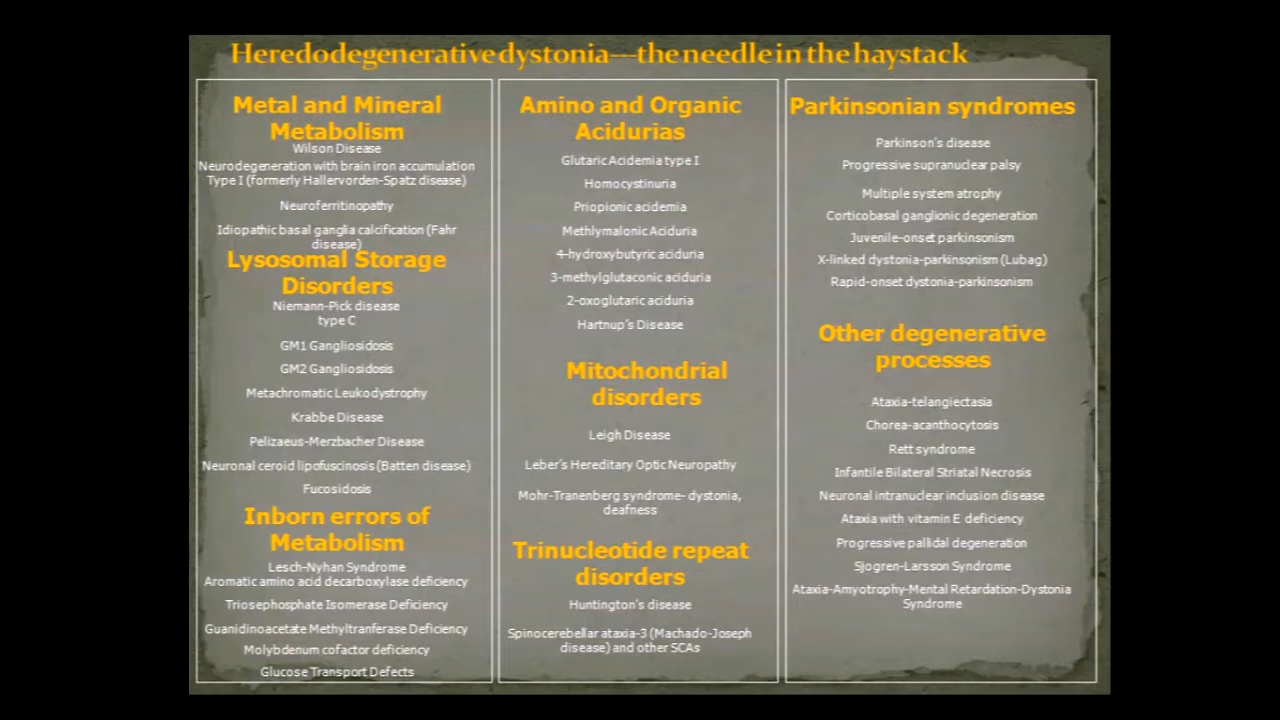 Heredodegenerative dystonia---the needle in the haystack
Metal and Mineral
Metabolism
Wilson Disease
Neurodegeneration with brain iron accumulation
Type I (formerly Hallervorden-Spatz disease)
Neuroferritinopathy
Idiopathic basal ganglia calcification (Fahr
disease)
Lysosomal Storage
Disorders
Niemann-Pick disease
type C
GM1 Gangliosidosis
GM2 Gangliosidosis
Metachromatic Leukodystrophy
Krabbe Disease
Pelizaeus-Merzbacher Disease
Neuronal ceroid lipofuscinosis (Batten disease)
Fucosidosis
Inborn errors of
Metabolism
Lesch-Nyhan Syndrome
Aromatic amino acid decarboxylase deficiency
Triosephosphate Isomerase Deficiency
Guanidinoacetate Methyltranferase Deficiency
Molybdenum cofactor deficiency
Glucose Transport Defects
Amino and Organic
Acidurias
Glutaric Acidemia type I
Homocystinuria
Propionic acidemia
Methlymalonic Aciduria
4-hydroxybutyric aciduria
3-methylglutaconic aciduria
2-oxoglutaric aciduria
Hartnup's Disease
Mitochondrial
disorders
Leigh Disease
Leber's Hereditary Optic Neuropathy
Mohr-Tranenberg syndrome- dystonia,
deafness
Trinucleotide repeat
disorders
Huntington's disease
Spinocerebellar ataxia-3 (Machado-Joseph
disease) and other SCAs
Parkinsonian syndromes
Parkinson's disease
Progressive supranuclear palsy
Multiple system atrophy
Corticobasal ganglionic degeneration
Juvenile-onset parkinsonism
X-linked dystonia-parkinsonism (Lubag)
Rapid-onset dystonia-parkinsonism
Other degenerative
processes
Ataxia-telangiectasia
Chorea-acanthocytosis
Rett syndrome
Infantile Bilateral Striatal Necrosis
Neuronal intranuclear inclusion disease
Ataxia with vitamin E deficiency
Progressive pallidal degeneration
Sjogren-Larsson Syndrome
Ataxia-Amyotrophy-Mental Retardation-Dystonia
Syndrome